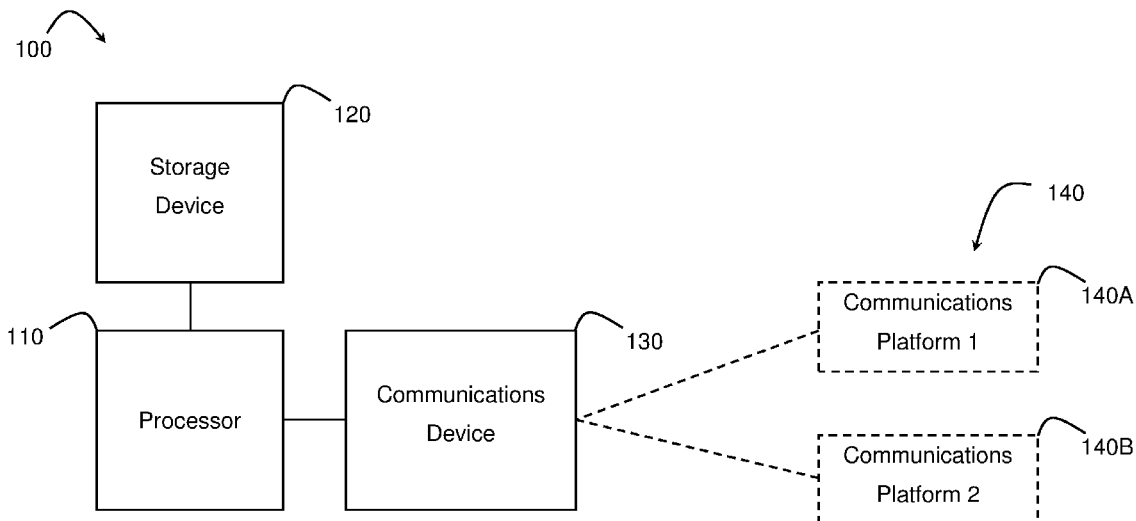 100
120
Storage
Device
140
140A
Communications
Platform 1
110
130
Communications
Device
Processor
140B
Communications
Platform 2